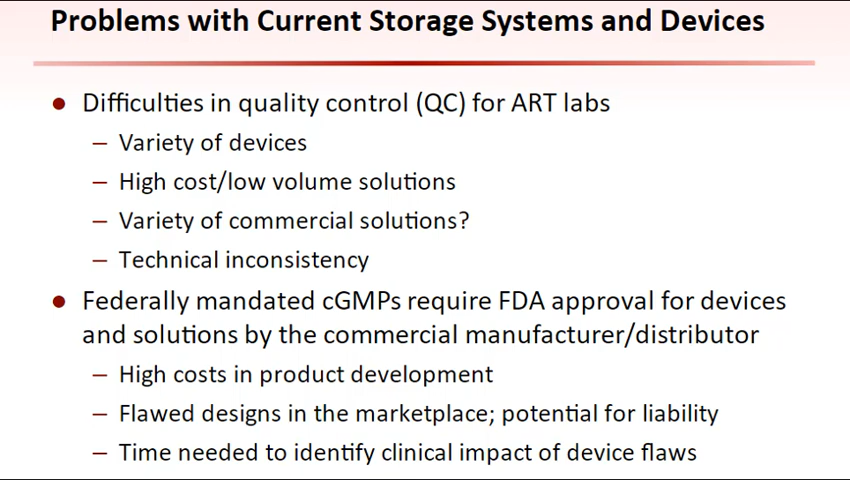 Problems with Current Storage Systems and Devices
● Difficulties in quality control (QC) for ART labs
– Variety of devices
– High cost/low volume solutions
– Variety of commercial solutions?
– Technical inconsistency
● Federally mandated cGMPs require FDA approval for devices
and solutions by the commercial manufacturer/distributor
– High costs in product development
– Flawed designs in the marketplace; potential for liability
– Time needed to identify clinical impact of device flaws